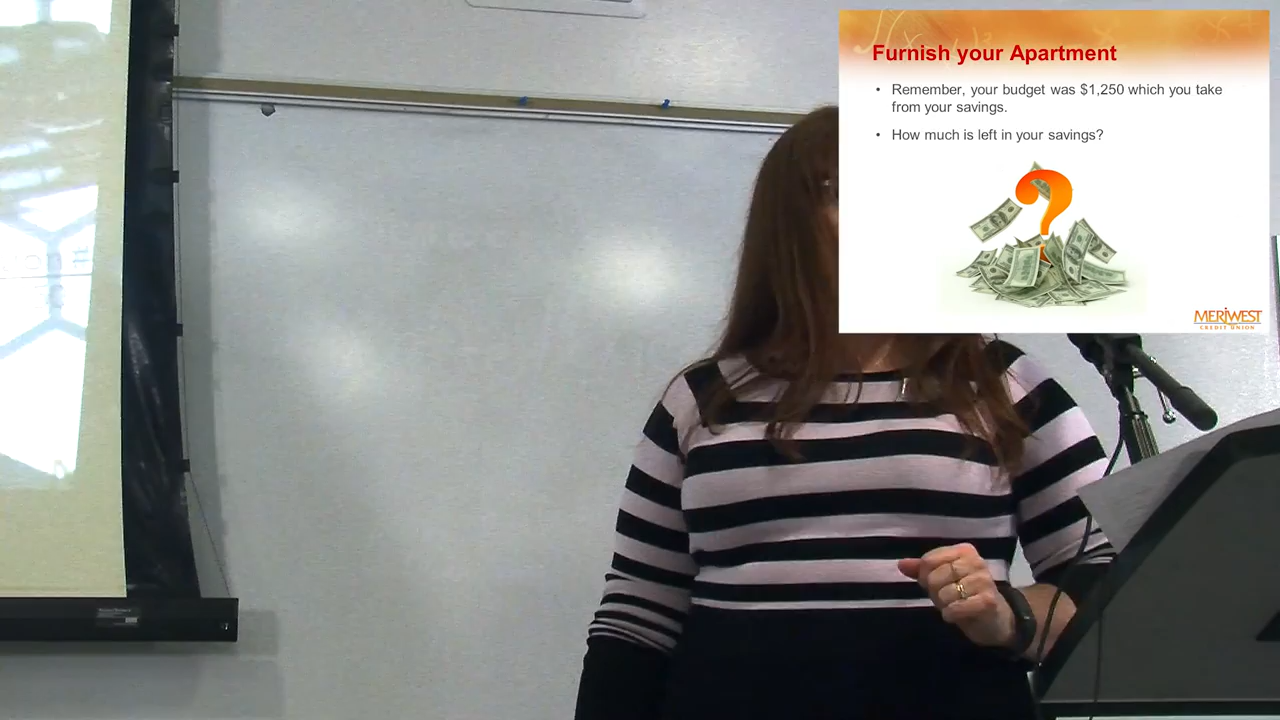 Furnish your Apartment
• Remember, your budget was $1,250 which you take
from your savings.
• How much is left in your savings?
MERIWEST
CREDIT UNION